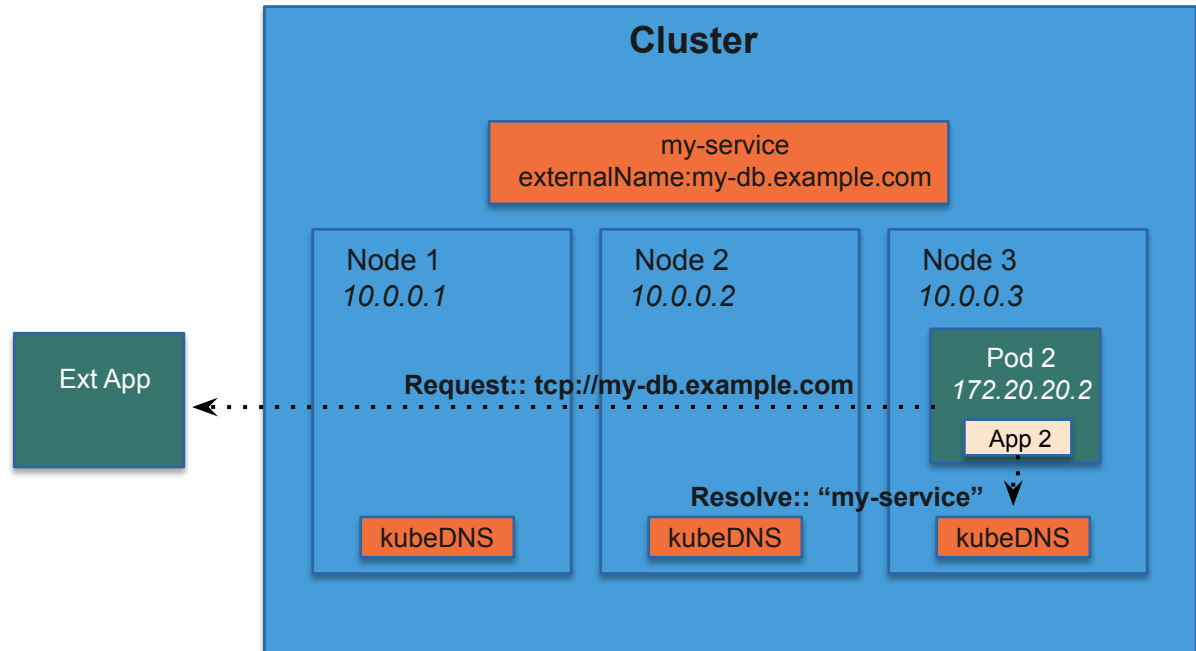 Cluster
my-service
externalName:my-db.example.com
Node 1
10.0.0.1
Node 2
10.0.0.2
Node 3
10.0.0.3
Ext App
Pod 2
172.20.20.2
Request:: tcp://my-db.example.com
App 2
Resolve:: “my-service”
kubeDNS
kubeDNS
kubeDNS